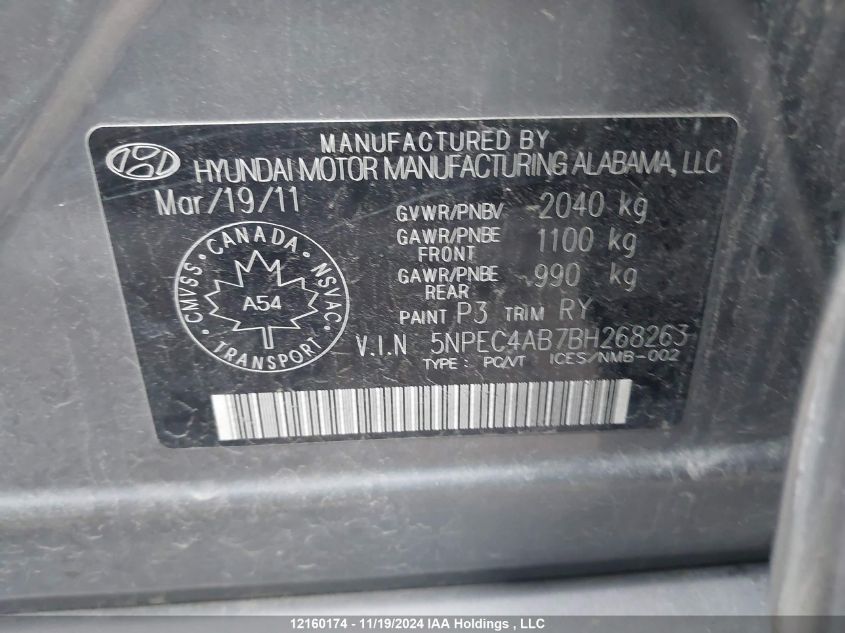 MANUFACTURED BY
HYUNDAI MOTOR MANUFACTURING ALABAMA, LLC
Mar/19/11
GVWR/PNBV 2040 kg
GAWR/PNBE FRONT 1100 kg
GAWR/PNBE REAR 990 kg
PAINT P3 TRIM RY
CANADA
CMVSS NSVAC
A54
TRANSPORT
V.I.N 5NPEC4AB7BH268263
TYPE: PC/VT ICES/NMB-002
12160174 - 11/19/2024 IAA Holdings , LLC